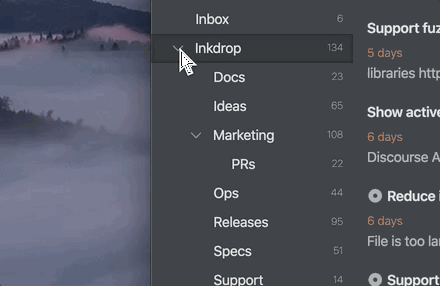 Inbox 6
Inkdrop 134
Docs 23
Ideas 65
Marketing 108
PRs 22
Ops 44
Releases 95
Specs 51
Support 14
Support fuz
5 days
libraries http
Show active
6 days
Discourse A
Reduce i
6 days
File is too lar
Support